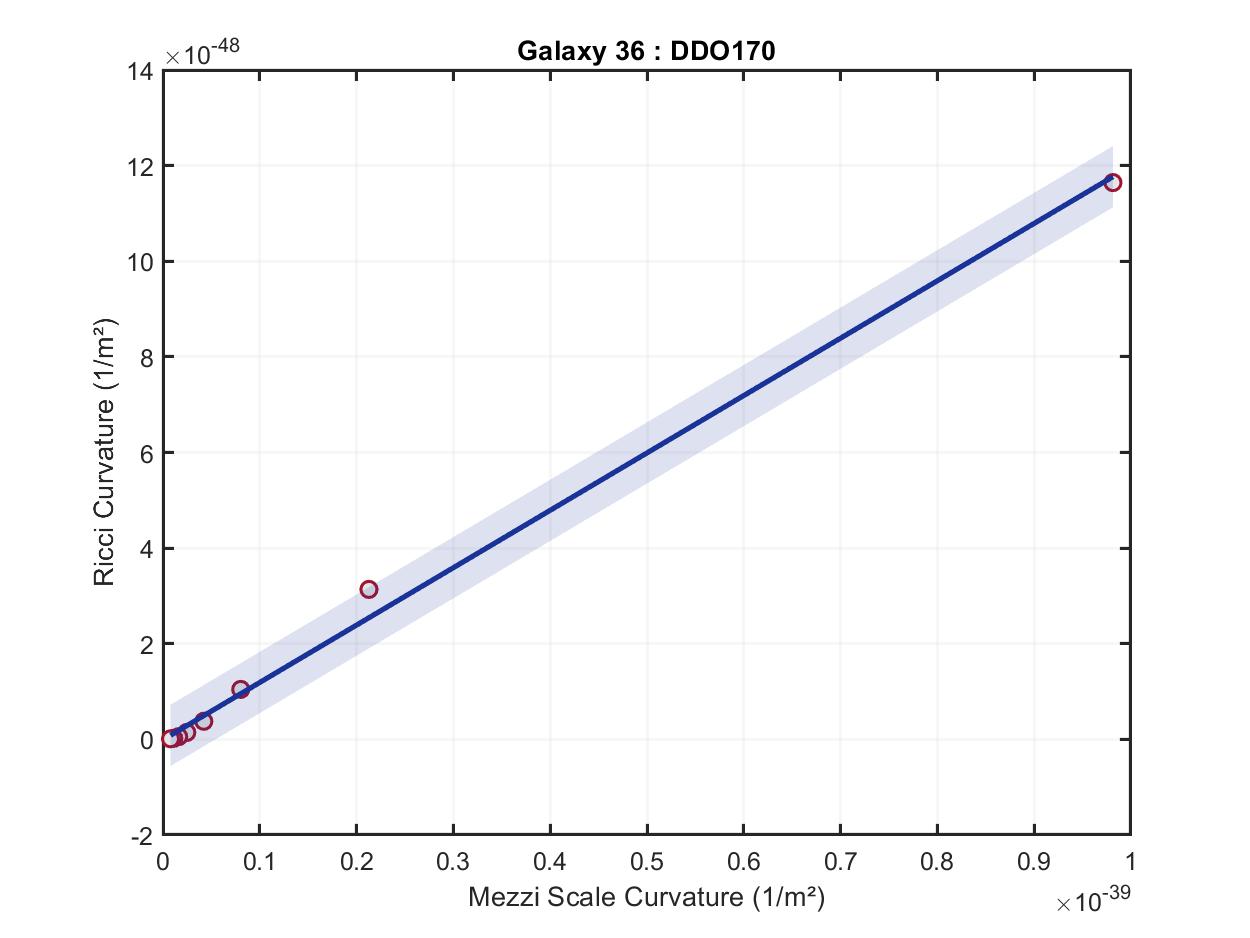 Galaxy 36 : DDO170
×10-48
14
12
10
8
6
4
2
0
-2
Ricci Curvature (1/m²)
0 0.1 0.2 0.3 0.4 0.5 0.6 0.7 0.8 0.9 1
Mezzi Scale Curvature (1/m²)
×10-39